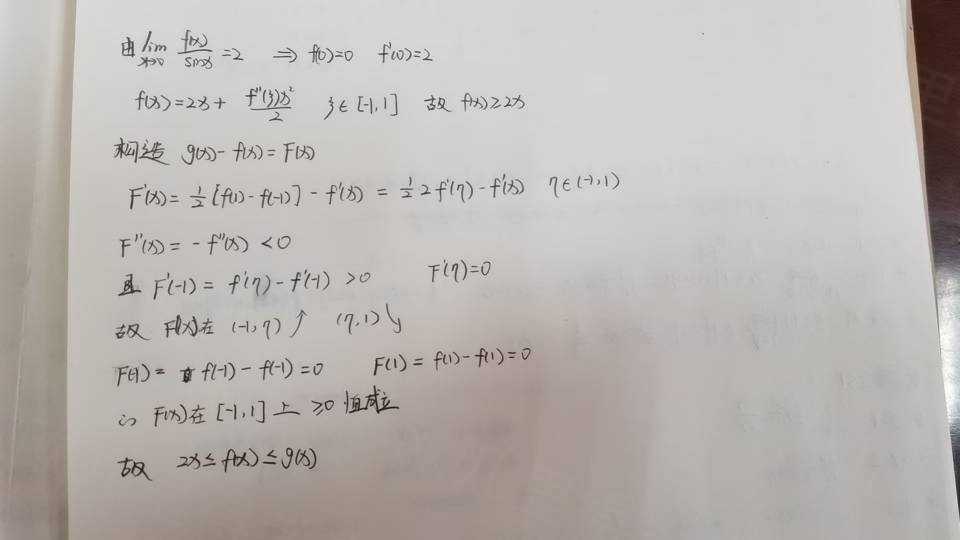 由 lim_{x→0} f(x)/sinx = 2 ⇒ f(0)=0 f'(0)=2
f(x) = 2x + f''(ξ)x²/2 ξ∈[-1,1] 故 f(x)≥2x
构造 g(x)-f(x)=F(x)
F'(x) = 1/2 [f(1)-f(-1)] - f'(x) = 1/2 2f'(η)-f'(x) η∈(-1,1)
F''(x) = -f''(x) <0
且 F'(-1) = f'(η)-f'(-1) >0 F'(η)=0
故 F(x)在 (-1,η) ↑ (η,1) ↘
F(-1) = f(-1)-f(-1)=0 F(1) = f(1)-f(1)=0
∴ F(x)在 [-1,1] 上 ≥0 恒成立
故 2x ≤ f(x) ≤ g(x)